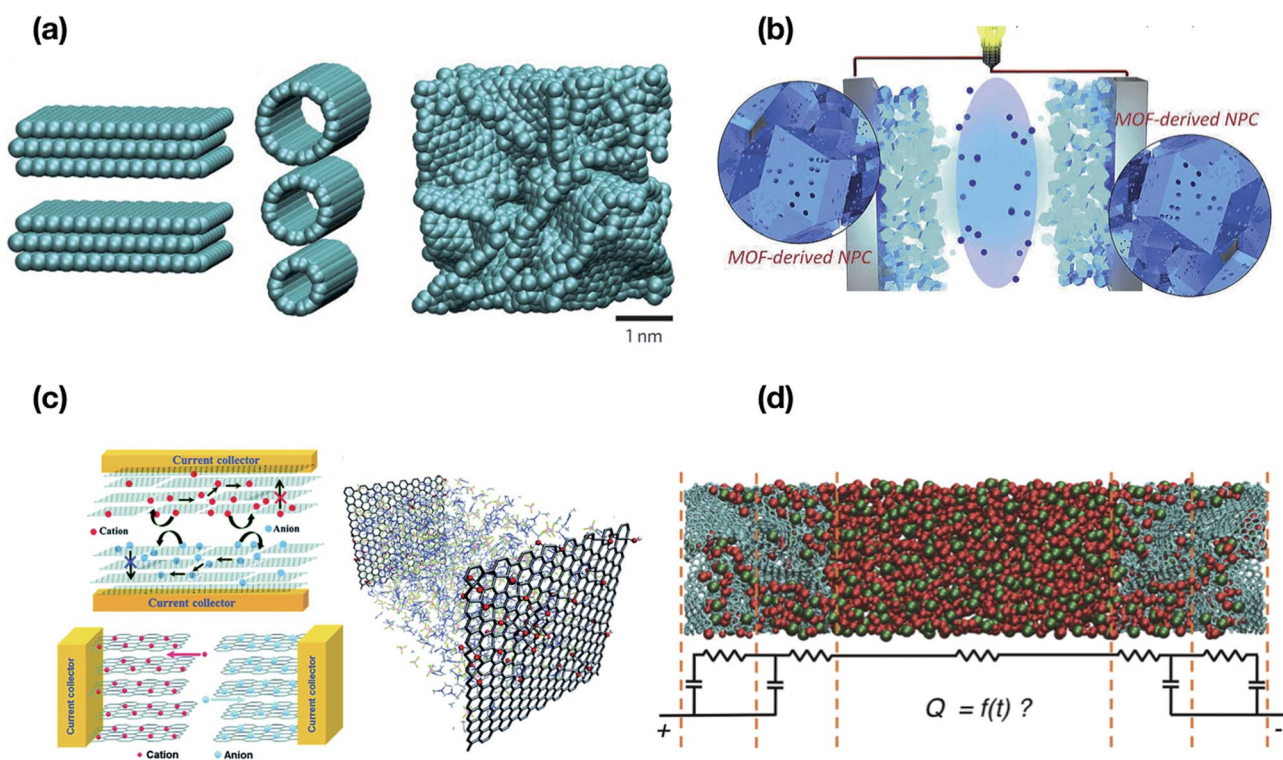 (a)
1 nm
(b)
MOF-derived NPC
MOF-derived NPC
(c)
Current collector
Cation
Anion
Current collector
Current collector
Current collector
Cation
Anion
(d)
Q = f(t) ?
+
-